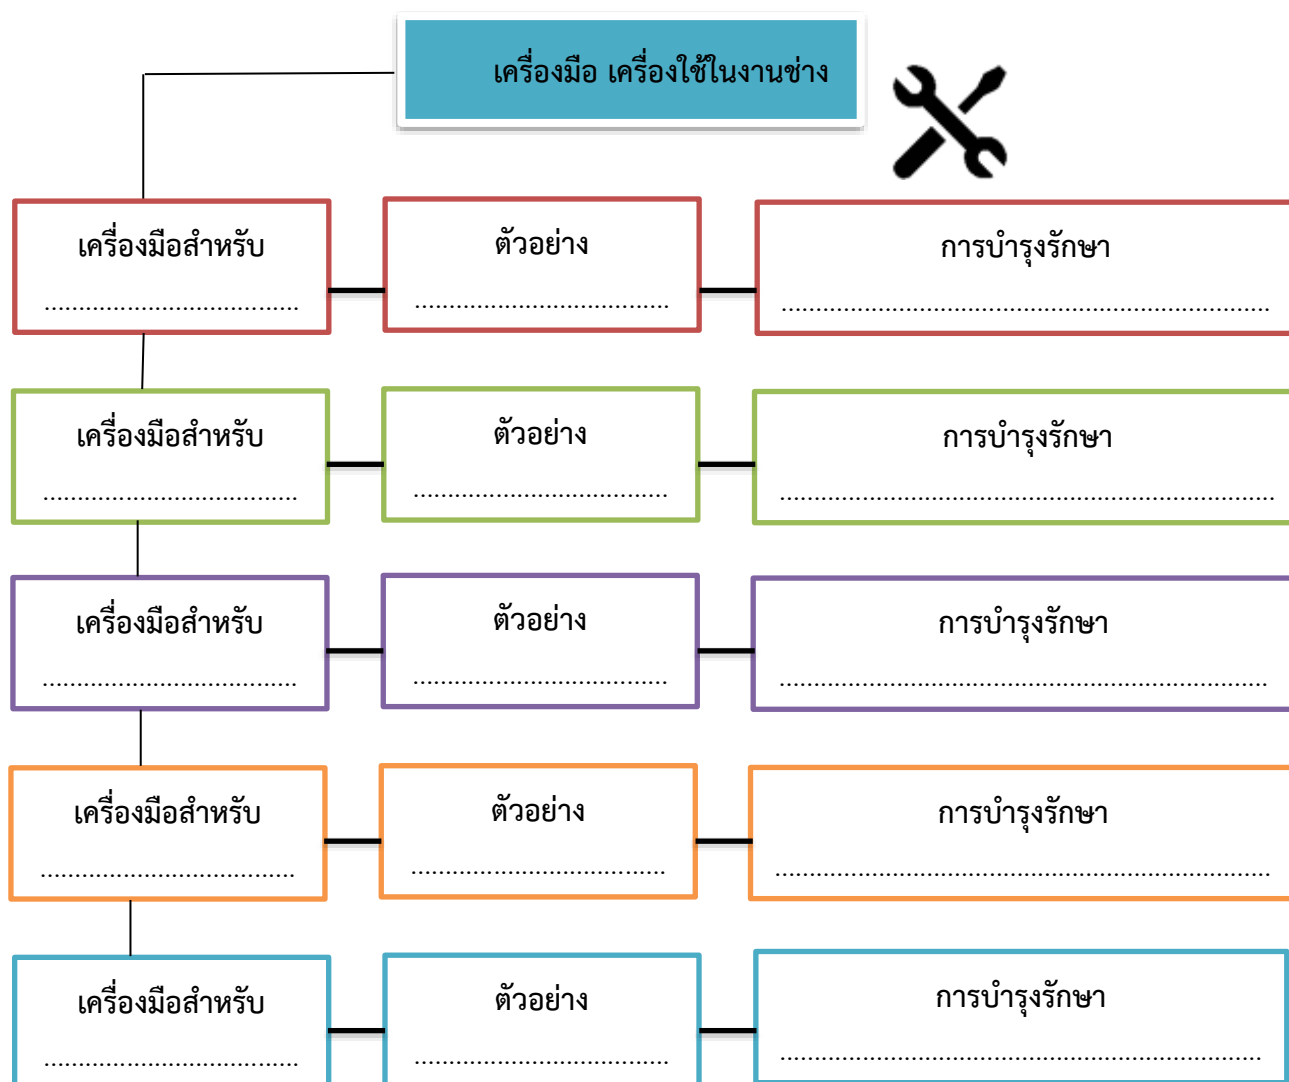 เครื่องมือ เครื่องใช้ในงานช่าง
เครื่องมือสำหรับ
.....................................
ตัวอย่าง
.....................................
การบำรุงรักษา
........................................................................
เครื่องมือสำหรับ
.....................................
ตัวอย่าง
.....................................
การบำรุงรักษา
........................................................................
เครื่องมือสำหรับ
.....................................
ตัวอย่าง
.....................................
การบำรุงรักษา
........................................................................
เครื่องมือสำหรับ
.....................................
ตัวอย่าง
.....................................
การบำรุงรักษา
........................................................................
เครื่องมือสำหรับ
.....................................
ตัวอย่าง
.....................................
การบำรุงรักษา
......................................................................